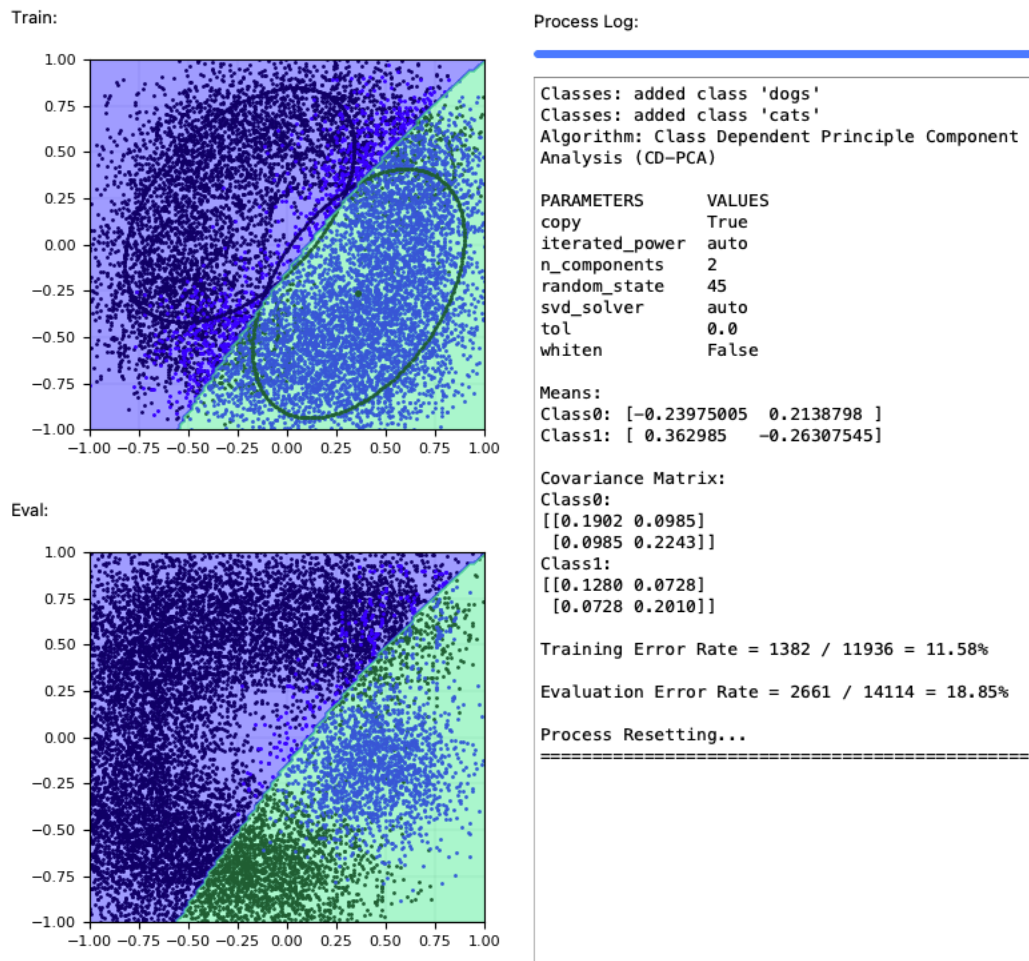 Train:
1.00
0.75
0.50
0.25
0.00
−0.25
−0.50
−0.75
−1.00
−1.00 −0.75 −0.50 −0.25 0.00 0.25 0.50 0.75 1.00
Eval:
1.00
0.75
0.50
0.25
0.00
−0.25
−0.50
−0.75
−1.00
−1.00 −0.75 −0.50 −0.25 0.00 0.25 0.50 0.75 1.00
Process Log:
Classes: added class 'dogs'
Classes: added class 'cats'
Algorithm: Class Dependent Principle Component
Analysis (CD-PCA)
PARAMETERS VALUES
copy True
iterated_power auto
n_components 2
random_state 45
svd_solver auto
tol 0.0
whiten False
Means:
Class0: [-0.23975005 0.2138798 ]
Class1: [ 0.362985 -0.26307545]
Covariance Matrix:
Class0:
[[0.1902 0.0985]
[0.0985 0.2243]]
Class1:
[[0.1280 0.0728]
[0.0728 0.2010]]
Training Error Rate = 1382 / 11936 = 11.58%
Evaluation Error Rate = 2661 / 14114 = 18.85%
Process Resetting...
==============================================